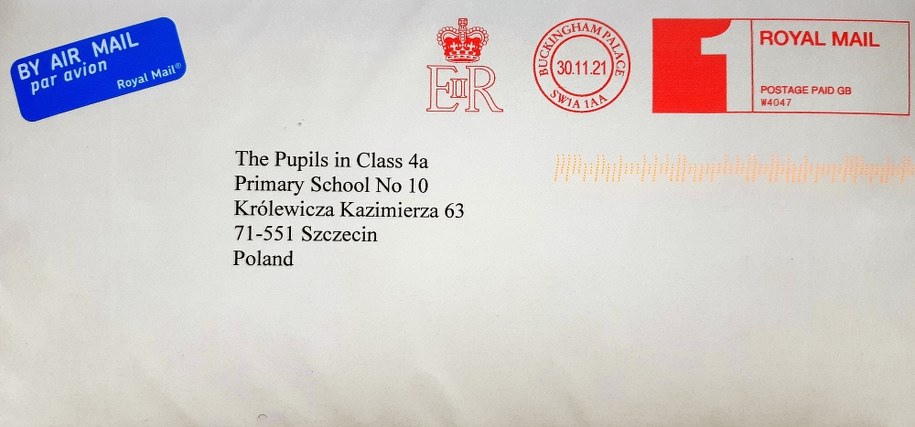 BY AIR MAIL
par avion
Royal Mail®
EIIR
BUCKINGHAM PALACE
30.11.21
SW1A 1AA
1
ROYAL MAIL
POSTAGE PAID GB
W4047
The Pupils in Class 4a
Primary School No 10
Królewicza Kazimierza 63
71-551 Szczecin
Poland